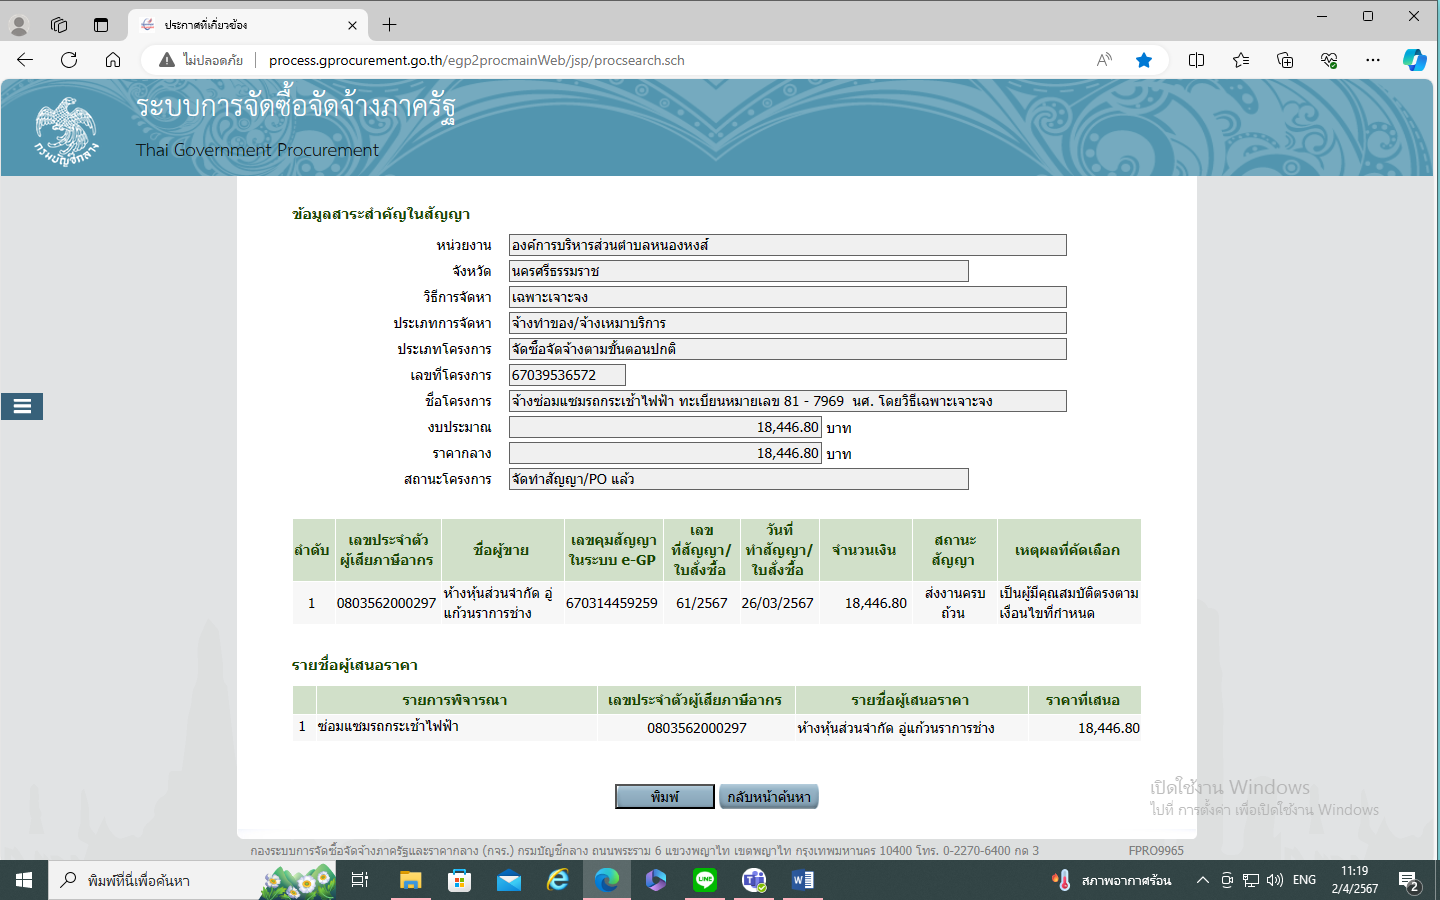 ประกาศที่เกี่ยวข้อง
ไม่ปลอดภัย
process.gprocurement.go.th/egp2procmainWeb/jsp/procsearch.sch
ระบบการจัดซื้อจัดจ้างภาครัฐ
Thai Government Procurement
กรมบัญชีกลาง
ข้อมูลสาระสำคัญในสัญญา
หน่วยงาน องค์การบริหารส่วนตำบลหนองหงส์
จังหวัด นครศรีธรรมราช
วิธีการจัดหา เฉพาะเจาะจง
ประเภทการจัดหา จ้างทำของ/จ้างเหมาบริการ
ประเภทโครงการ จัดซื้อจัดจ้างตามขั้นตอนปกติ
เลขที่โครงการ 67039536572
ชื่อโครงการ จ้างซ่อมแซมรถกระเช้าไฟฟ้า ทะเบียนหมายเลข 81 - 7969 นศ. โดยวิธีเฉพาะเจาะจง
งบประมาณ 18,446.80 บาท
ราคากลาง 18,446.80 บาท
สถานะโครงการ จัดทำสัญญา/PO แล้ว
ลำดับ เลขประจำตัวผู้เสียภาษีอากร ชื่อผู้ขาย เลขคุมสัญญาในระบบ e-GP เลขที่สัญญา/ใบสั่งซื้อ วันที่ทำสัญญา/ใบสั่งซื้อ จำนวนเงิน สถานะสัญญา เหตุผลที่คัดเลือก
1 0803562000297 ห้างหุ้นส่วนจำกัด อู่แก้วนราการช่าง 670314459259 61/2567 26/03/2567 18,446.80 ส่งงานครบถ้วน เป็นผู้มีคุณสมบัติตรงตามเงื่อนไขที่กำหนด
รายชื่อผู้เสนอราคา
รายการพิจารณา เลขประจำตัวผู้เสียภาษีอากร รายชื่อผู้เสนอราคา ราคาที่เสนอ
1 ซ่อมแซมรถกระเช้าไฟฟ้า 0803562000297 ห้างหุ้นส่วนจำกัด อู่แก้วนราการช่าง 18,446.80
พิมพ์ กลับหน้าค้นหา
เปิดใช้งาน Windows
ไปที่ การตั้งค่า เพื่อเปิดใช้งาน Windows
กองระบบการจัดซื้อจัดจ้างภาครัฐและราคากลาง (กจร.) กรมบัญชีกลาง ถนนพระราม 6 แขวงพญาไท เขตพญาไท กรุงเทพมหานคร 10400 โทร. 0-2270-6400 กด 3 FPRO9965
พิมพ์ที่นี่เพื่อค้นหา
LINE
สภาพอากาศร้อน
ENG
11:19
2/4/2567
2